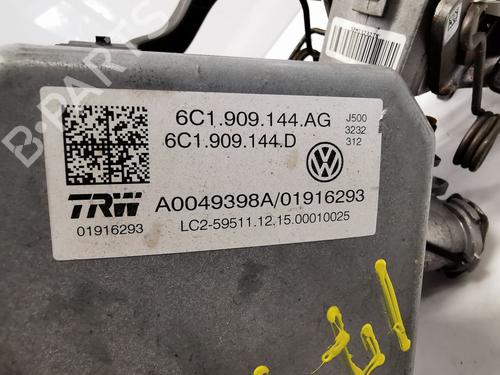 6C1.909.144.AG
6C1.909.144.D
J500
3232
312
TRW
A0049398A/01916293
01916293
LC2-59511.12.15.00010025
B-Parts